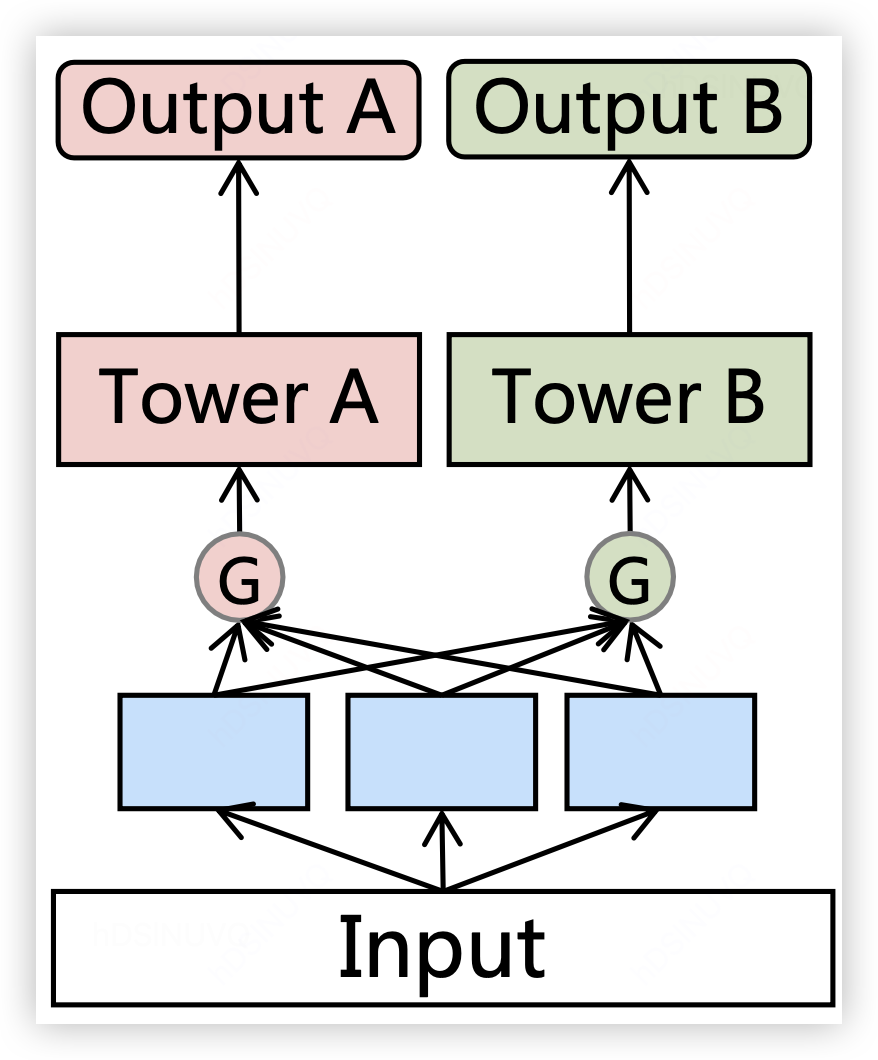 Output A
Output B
Tower A
Tower B
G
G
Input